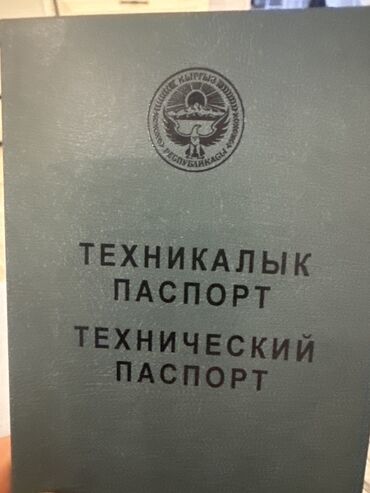 КЫРГЫЗ
РЕСПУБЛИКАСЫ
ТЕХНИКАЛЫК
ПАСПОРТ
ТЕХНИЧЕСКИЙ
ПАСПОРТ